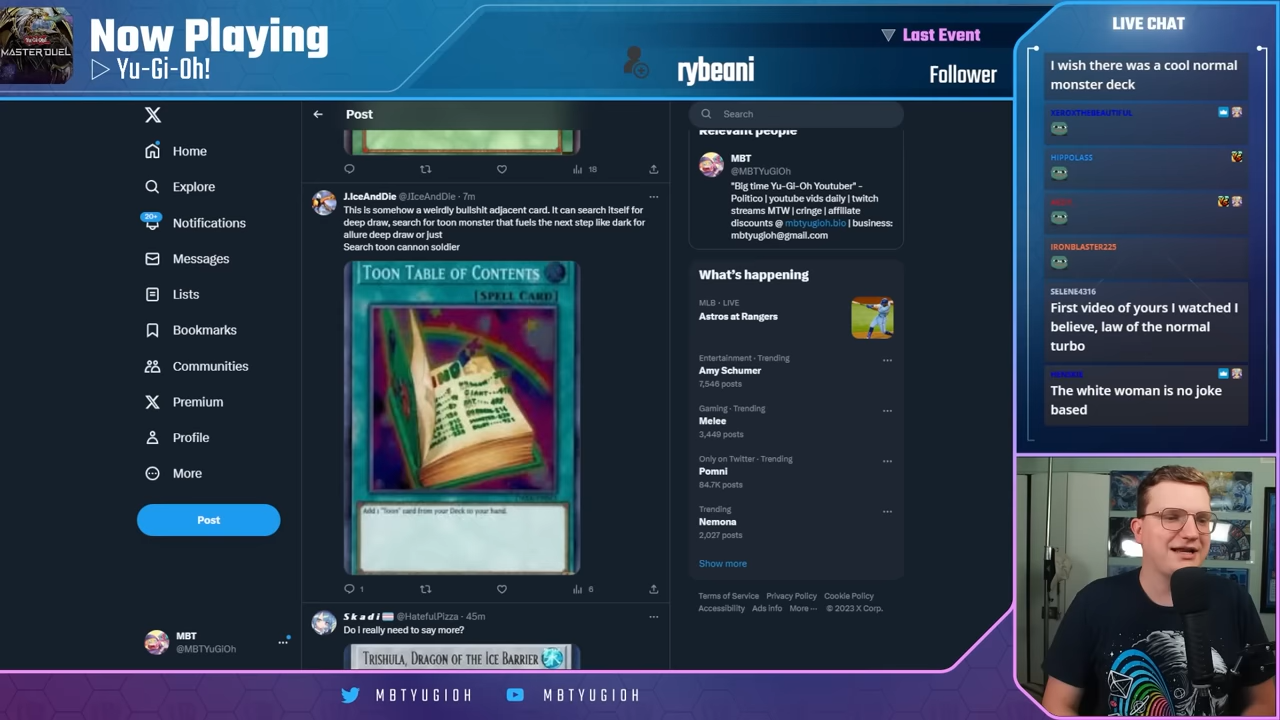 MASTER DUEL
Now Playing
Yu-Gi-Oh!
Last Event
rybeani
Follower
LIVE CHAT
I wish there was a cool normal
monster deck
XEROXTHEBEAUTIFUL
HIPPOLASS
IRONBLASTER225
SELENE4316
First video of yours I watched I
believe, law of the normal
turbo
The white woman is no joke
based
X
Home
Explore
20+
Notifications
Messages
Lists
Bookmarks
Communities
Premium
Profile
More
Post
MBT
@MBTYuGiOh
Post
18
J.IceAndDie @JIceAndDie · 7m
This is somehow a weirdly bullshit adjacent card. It can search itself for
deep draw, search for toon monster that fuels the next step like dark for
allure deep draw or just
Search toon cannon soldier
TOON TABLE OF CONTENTS
[SPELL CARD]
Add 1 "Toon" card from your Deck to your hand.
1
6
Skadi @HatefulPizza · 45m
Do I really need to say more?
TRISHULA, DRAGON OF THE ICE BARRIER
Search
Relevant people
MBT
@MBTYuGiOh
"Big time Yu-Gi-Oh Youtuber" -
Politico | youtube vids daily | twitch
streams MTW | cringe | affiliate
discounts @ mbtyugioh.bio | business:
mbtyugioh@gmail.com
What's happening
MLB · LIVE
Astros at Rangers
Entertainment · Trending
Amy Schumer
7,546 posts
Gaming · Trending
Melee
3,449 posts
Only on Twitter · Trending
Pomni
84.7K posts
Trending
Nemona
2,027 posts
Show more
Terms of Service Privacy Policy Cookie Policy
Accessibility Ads info More ··· © 2023 X Corp.
MBTYUGIOH
MBTYUGIOH